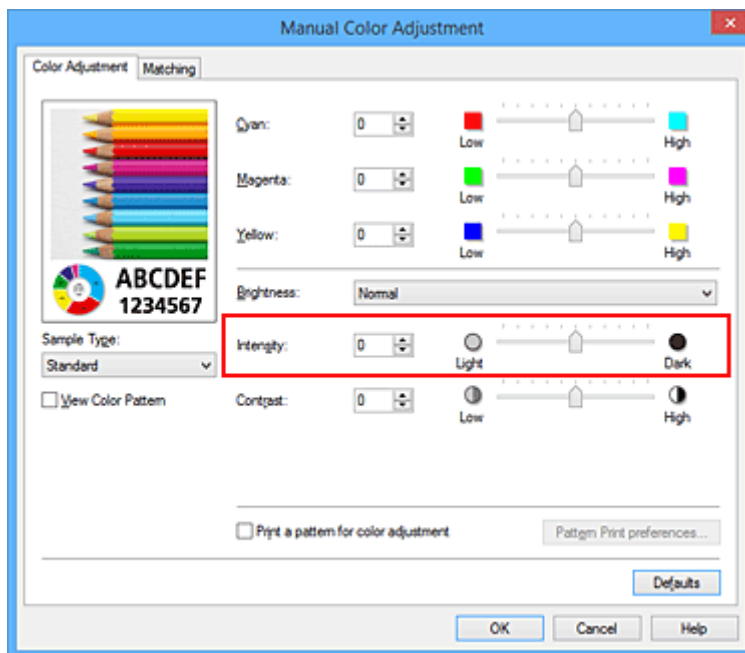 Manual Color Adjustment
Color Adjustment Matching
Cyan: 0 Low High
Magenta: 0 Low High
Yellow: 0 Low High
ABCDEF
1234567
Brightness: Normal
Sample Type:
Standard
Intensity: 0 Light Dark
View Color Pattern
Contrast: 0 Low High
Print a pattern for color adjustment Pattern Print preferences...
Defaults
OK Cancel Help